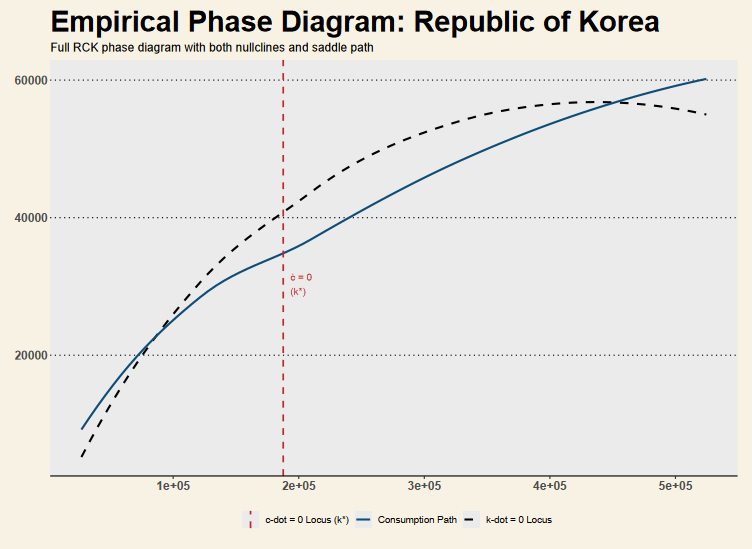 Empirical Phase Diagram: Republic of Korea
Full RCK phase diagram with both nullclines and saddle path
60000
40000
20000
ċ = 0
(k*)
1e+05 2e+05 3e+05 4e+05 5e+05
c-dot = 0 Locus (k*) Consumption Path k-dot = 0 Locus